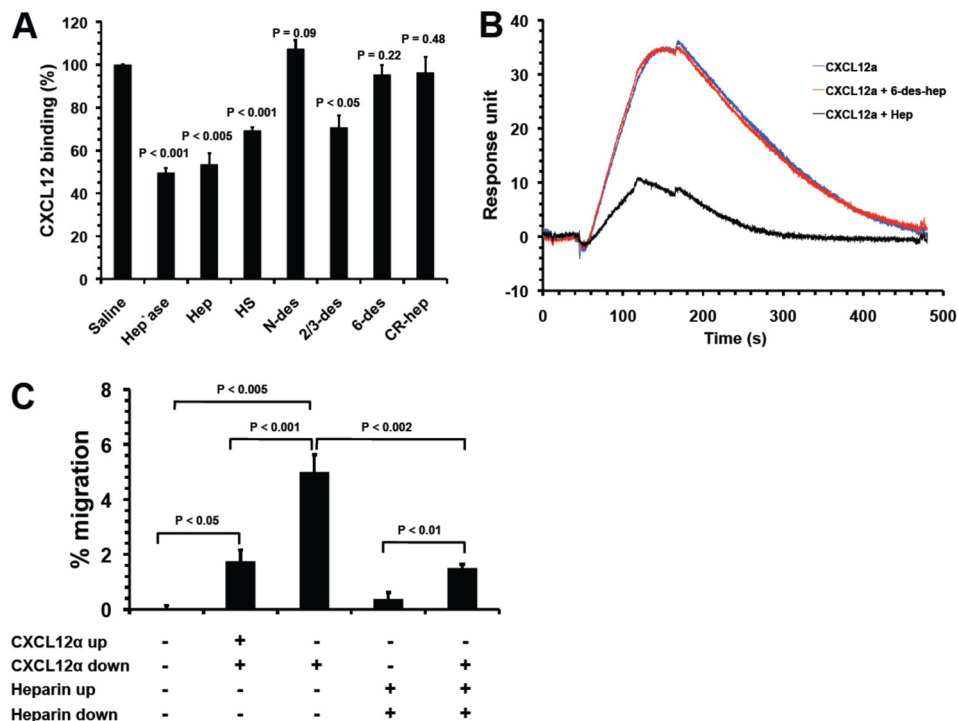 A
CXCL12 binding (%)
120
100
80
60
40
20
0
P < 0.001
P < 0.005
P < 0.001
P = 0.09
P < 0.05
P = 0.22
P = 0.48
Saline
Hep`ase
Hep
HS
N-des
2/3-des
6-des
CR-hep
B
Response unit
40
30
20
10
0
-10
0 100 200 300 400 500
Time (s)
CXCL12a
CXCL12a + 6-des-hep
CXCL12a + Hep
C
% migration
8
6
4
2
0
P < 0.005
P < 0.001
P < 0.002
P < 0.05
P < 0.01
CXCL12α up - + - - -
CXCL12α down - + + - +
Heparin up - - - + +
Heparin down - - - + +